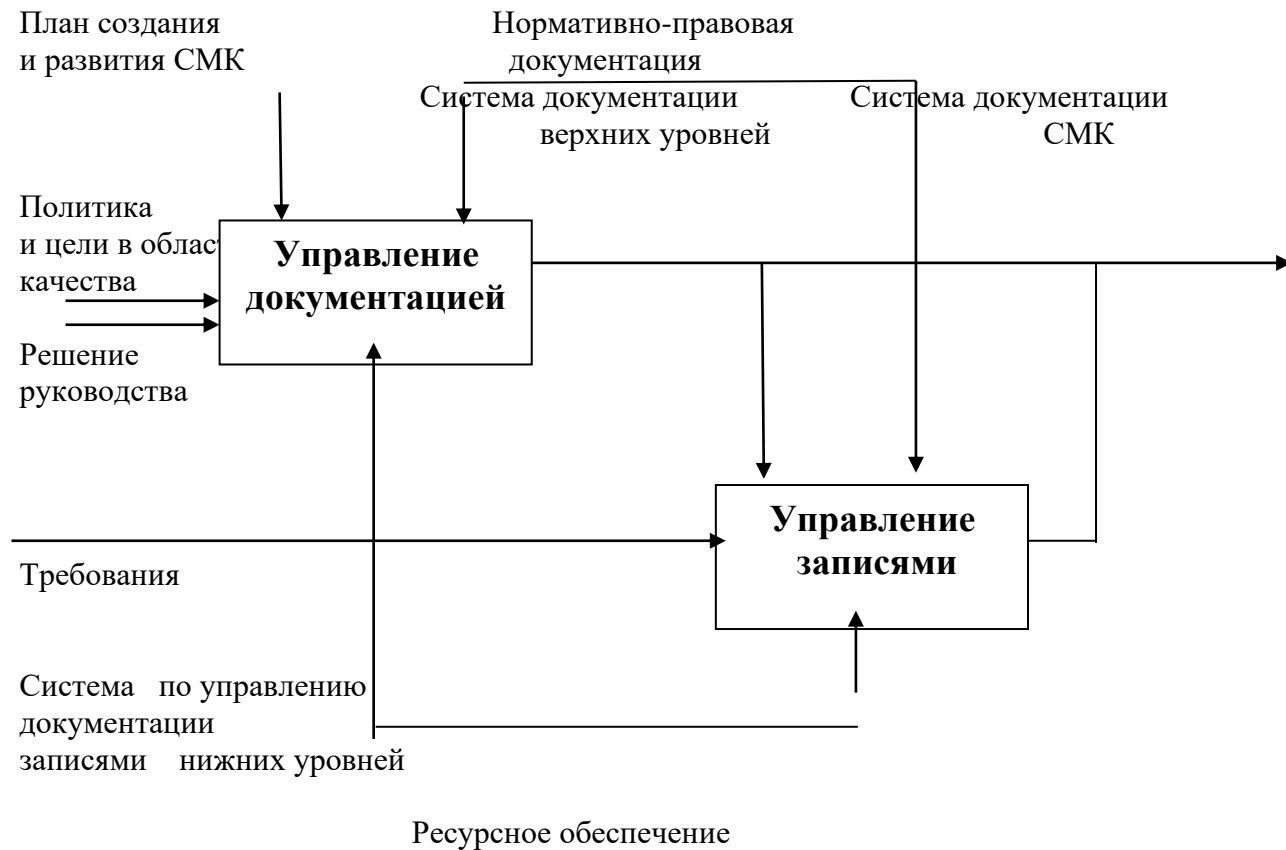 План создания
и развития СМК
Нормативно-правовая
документация
Система документации
верхних уровней
Система документации
СМК
Политика
и цели в облас
качества
Управление
документацией
Решение
руководства
Управление
записями
Требования
Система по управлению
документации
записями нижних уровней
Ресурсное обеспечение